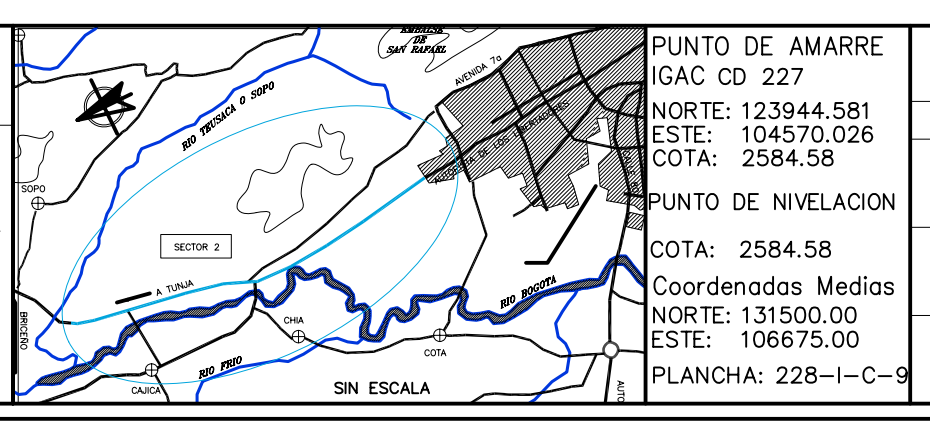 EMBALSE
DE
SAN RAFAEL
AVENIDA 7a
RIO TEUSACA O SOPO
AUTOPISTA DE LOS LIBERTADORES
SOPO
SECTOR 2
A TUNJA
BRICEÑO
CHIA
RIO BOGOTA
COTA
RIO FRIO
CAJICA
SIN ESCALA
AUTO
PUNTO DE AMARRE
IGAC CD 227
NORTE: 123944.581
ESTE: 104570.026
COTA: 2584.58
PUNTO DE NIVELACION
COTA: 2584.58
Coordenadas Medias
NORTE: 131500.00
ESTE: 106675.00
PLANCHA: 228-I-C-9